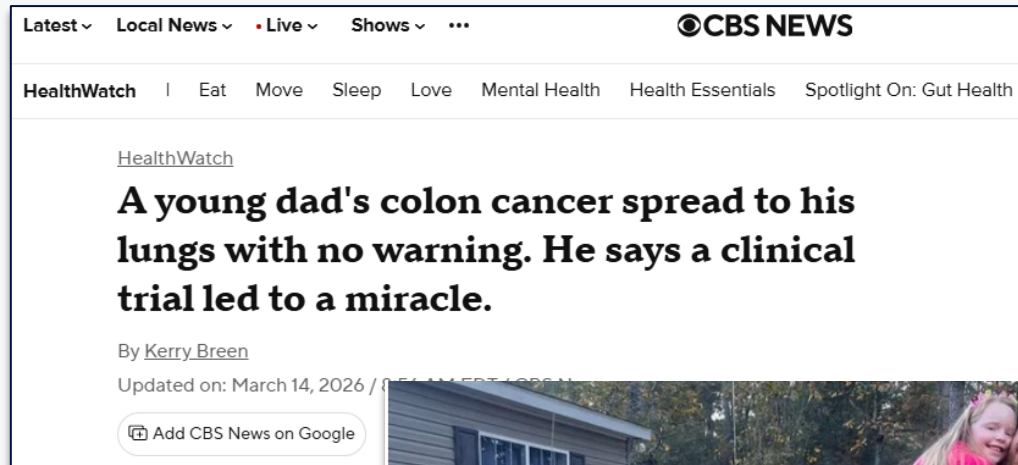 Latest Local News Live Shows ••• CBS NEWS
HealthWatch | Eat Move Sleep Love Mental Health Health Essentials Spotlight On: Gut Health
HealthWatch
A young dad's colon cancer spread to his
lungs with no warning. He says a clinical
trial led to a miracle.
By Kerry Breen
Updated on: March 14, 2026 /
Add CBS News on Google